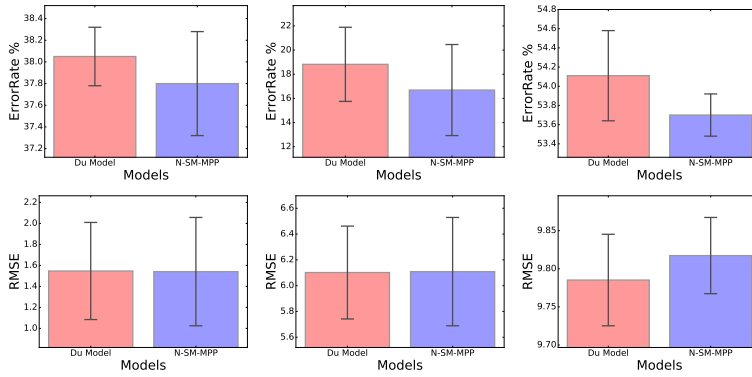 ErrorRate %
38.4
38.2
38.0
37.8
37.6
37.4
37.2
Du Model N-SM-MPP
Models
ErrorRate %
22
20
18
16
14
12
Du Model N-SM-MPP
Models
ErrorRate %
54.8
54.6
54.4
54.2
54.0
53.8
53.6
53.4
Du Model N-SM-MPP
Models
RMSE
2.2
2.0
1.8
1.6
1.4
1.2
1.0
Du Model N-SM-MPP
Models
RMSE
6.6
6.4
6.2
6.0
5.8
5.6
Du Model N-SM-MPP
Models
RMSE
9.85
9.80
9.75
9.70
Du Model N-SM-MPP
Models